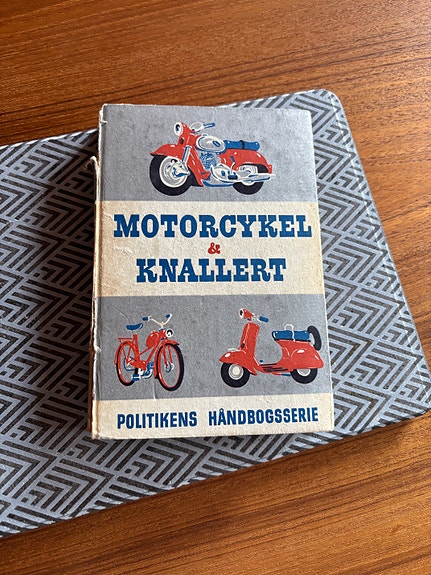 MOTORCYKEL
&
KNALLERT
POLITIKENS HÅNDBOGSSERIE